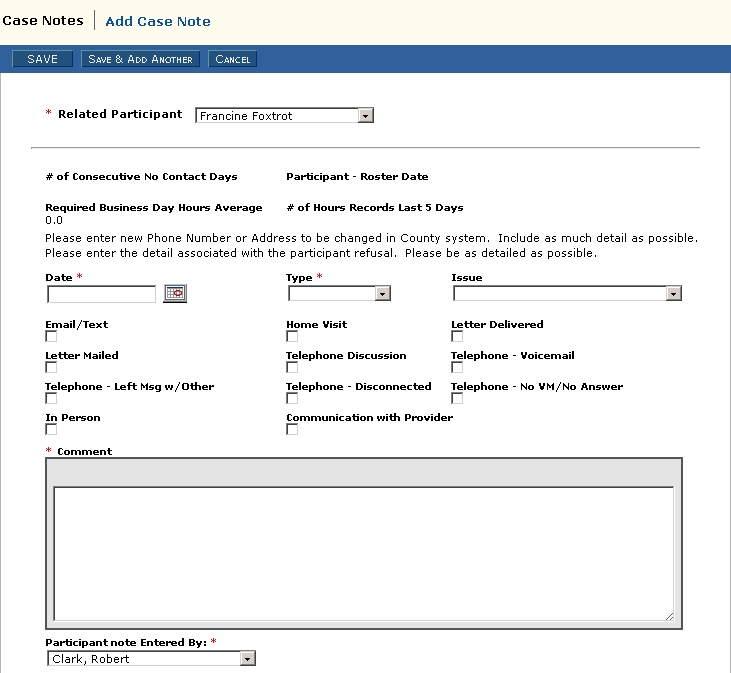 Case Notes | Add Case Note
SAVE Save & Add Another Cancel
* Related Participant Francine Foxtrot
# of Consecutive No Contact Days Participant - Roster Date
Required Business Day Hours Average # of Hours Records Last 5 Days
0.0
Please enter new Phone Number or Address to be changed in County system. Include as much detail as possible.
Please enter the detail associated with the participant refusal. Please be as detailed as possible.
Date * Type * Issue
Email/Text Home Visit Letter Delivered
Letter Mailed Telephone Discussion Telephone - Voicemail
Telephone - Left Msg w/Other Telephone - Disconnected Telephone - No VM/No Answer
In Person Communication with Provider
* Comment
Participant note Entered By: *
Clark, Robert